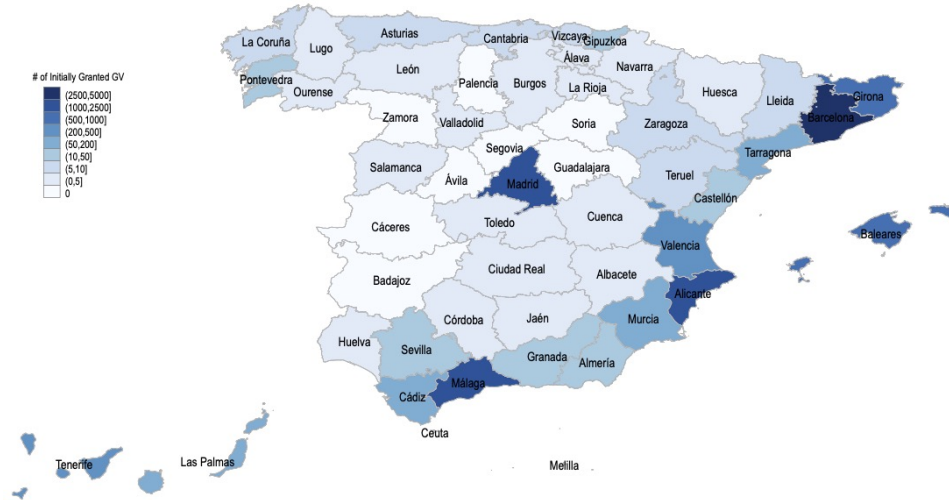 # of Initially Granted GV
(2500,5000]
(1000,2500]
(500,1000]
(200,500]
(50,200]
(10,50]
(5,10]
(0,5]
0
La Coruña
Lugo
Asturias
Cantabria
Vizcaya
Gipuzkoa
Álava
Navarra
Pontevedra
Ourense
León
Palencia
Burgos
La Rioja
Huesca
Lleida
Girona
Barcelona
Zamora
Valladolid
Soria
Zaragoza
Tarragona
Segovia
Salamanca
Ávila
Madrid
Guadalajara
Teruel
Castellón
Cáceres
Toledo
Cuenca
Valencia
Baleares
Badajoz
Ciudad Real
Albacete
Alicante
Huelva
Sevilla
Córdoba
Jaén
Murcia
Cádiz
Málaga
Granada
Almería
Ceuta
Tenerife
Las Palmas
Melilla